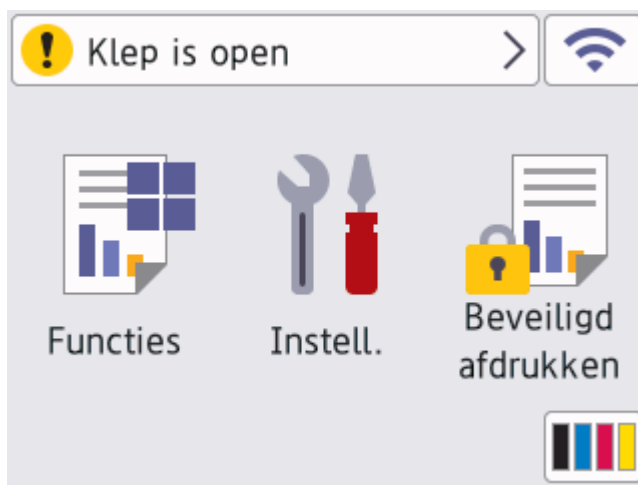 Klep is open
Functies
Instell.
Beveiligd
afdrukken